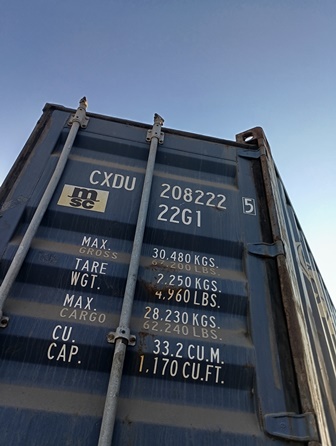 CXDU 208222 5
msc 22G1
MAX. 30.480 KGS.
GROSS 67.200 LBS.
TARE 2.250 KGS.
WGT. 4.960 LBS.
MAX. 28.230 KGS.
CARGO 62.240 LBS.
CU. 33.2 CU.M.
CAP. 1.170 CU.FT.